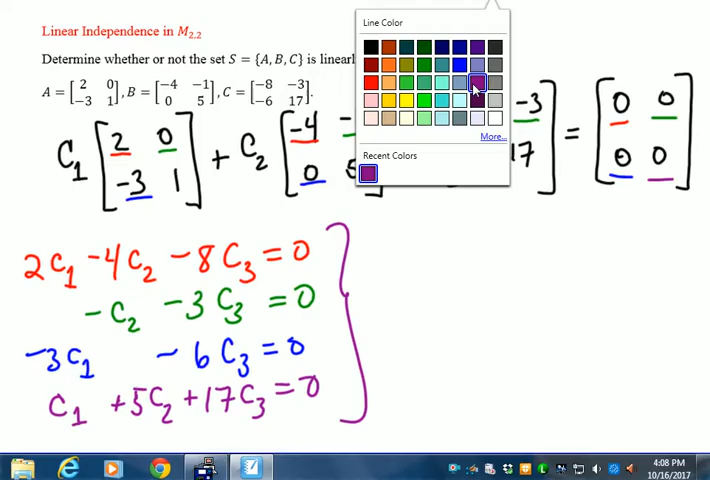 Linear Independence in M2,2
Line Color
Determine whether or not the set S = {A, B, C} is linearl
A = [2 0 -3 1], B = [-4 -1 0 5], C = [-8 -3 -6 17].
More...
Recent Colors
C1 [2 0 -3 1] + C2 [-4 - 0 5 -3 17] = [0 0 0 0]
2C1 -4C2 -8C3 = 0
-C2 -3C3 = 0
-3C1 -6C3 = 0
C1 +5C2 +17C3 = 0
4:08 PM
10/16/2017